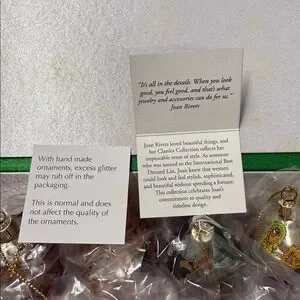 "It's all in the details. When you look
good, you feel good, and that's what
jewelry and accessories can do for us."
Joan Rivers
Joan Rivers loved beautiful things, and
her Classics Collection reflects her
impeccable sense of style. As someone
who was named to the International Best
Dressed List, Joan knew that women
could look and feel stylish, sophisticated,
and beautiful without spending a fortune.
This collection celebrates Joan's
commitment to quality and
timeless design.
With hand made
ornaments, excess glitter
may rub off in the
packaging.
This is normal and does
not affect the quality of
the ornaments.